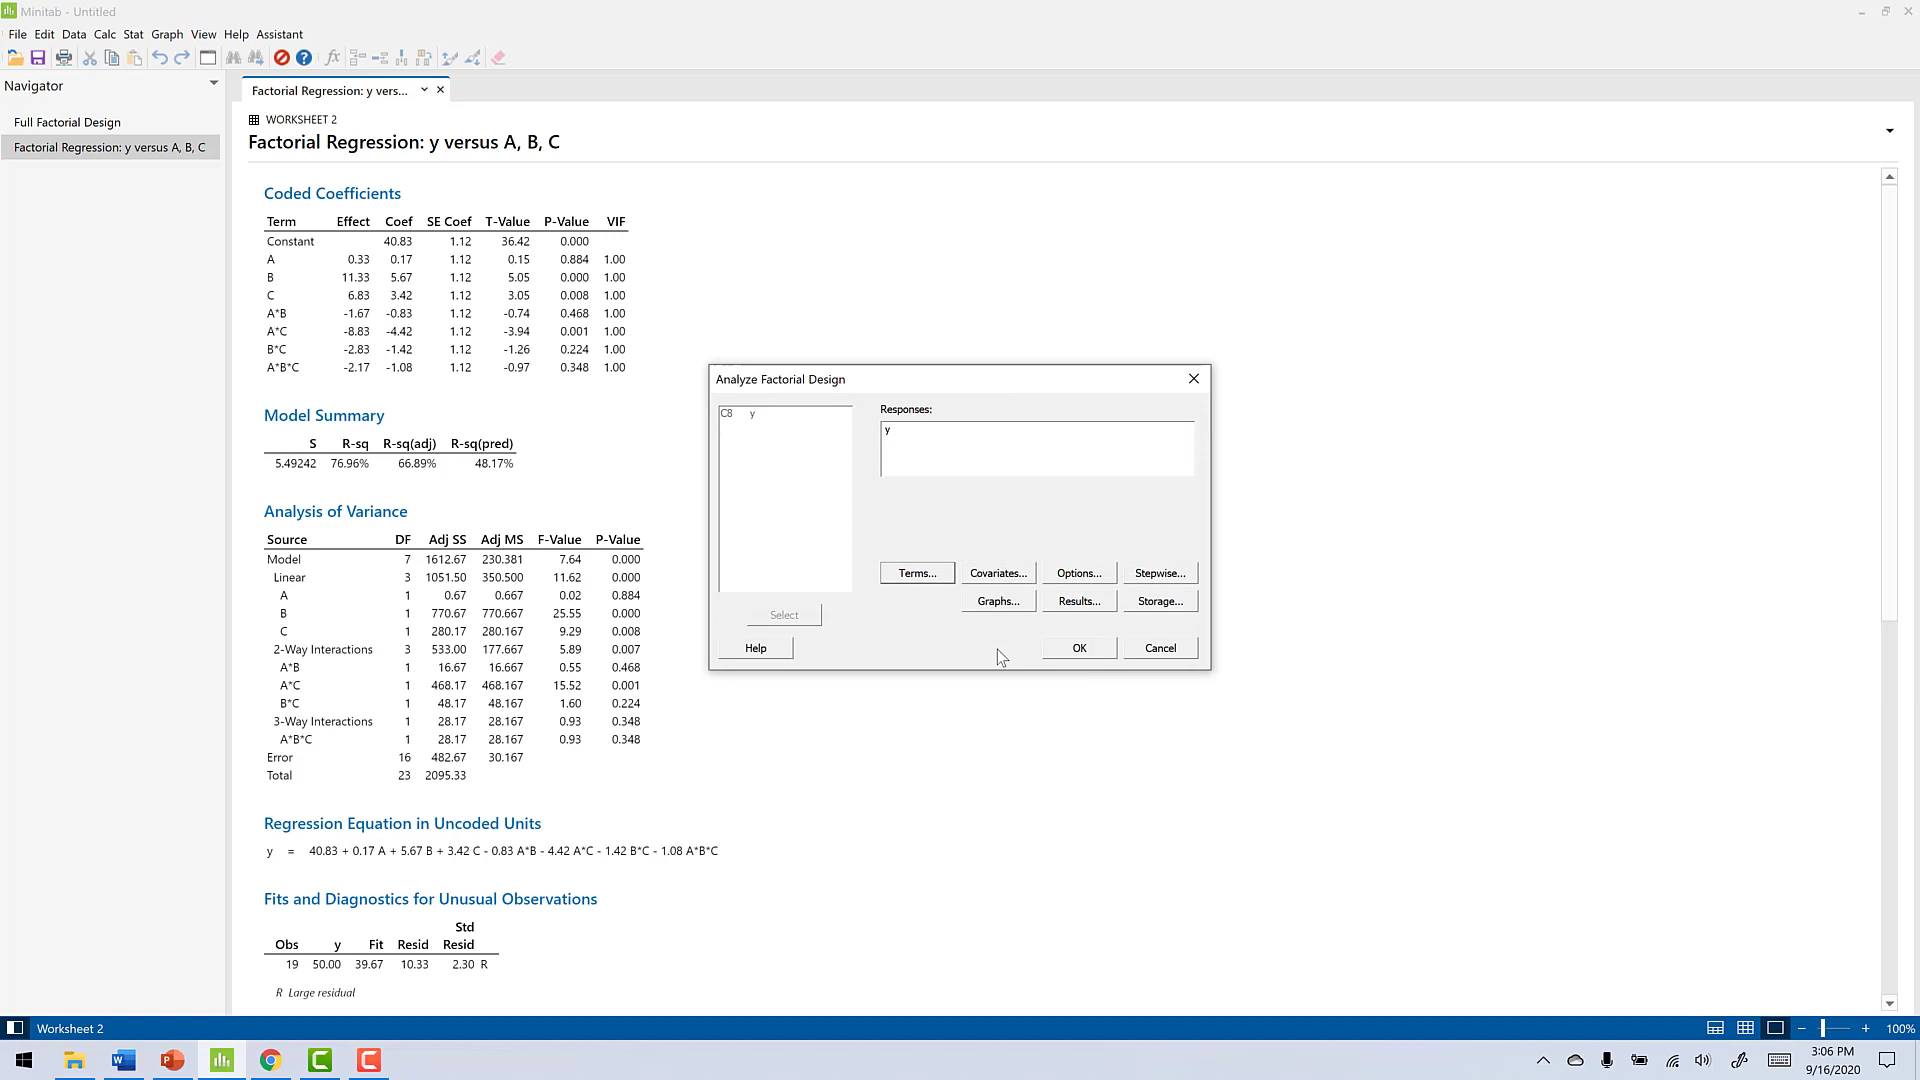 Minitab - Untitled
File Edit Data Calc Stat Graph View Help Assistant
Navigator
Full Factorial Design
Factorial Regression: y versus A, B, C
Factorial Regression: y vers...
WORKSHEET 2
Factorial Regression: y versus A, B, C
Coded Coefficients
Term Effect Coef SE Coef T-Value P-Value VIF
Constant 40.83 1.12 36.42 0.000
A 0.33 0.17 1.12 0.15 0.884 1.00
B 11.33 5.67 1.12 5.05 0.000 1.00
C 6.83 3.42 1.12 3.05 0.008 1.00
A*B -1.67 -0.83 1.12 -0.74 0.468 1.00
A*C -8.83 -4.42 1.12 -3.94 0.001 1.00
B*C -2.83 -1.42 1.12 -1.26 0.224 1.00
A*B*C -2.17 -1.08 1.12 -0.97 0.348 1.00
Model Summary
S R-sq R-sq(adj) R-sq(pred)
5.49242 76.96% 66.89% 48.17%
Analysis of Variance
Source DF Adj SS Adj MS F-Value P-Value
Model 7 1612.67 230.381 7.64 0.000
Linear 3 1051.50 350.500 11.62 0.000
A 1 0.67 0.667 0.02 0.884
B 1 770.67 770.667 25.55 0.000
C 1 280.17 280.167 9.29 0.008
2-Way Interactions 3 533.00 177.667 5.89 0.007
A*B 1 16.67 16.667 0.55 0.468
A*C 1 468.17 468.167 15.52 0.001
B*C 1 48.17 48.167 1.60 0.224
3-Way Interactions 1 28.17 28.167 0.93 0.348
A*B*C 1 28.17 28.167 0.93 0.348
Error 16 482.67 30.167
Total 23 2095.33
Regression Equation in Uncoded Units
y = 40.83 + 0.17 A + 5.67 B + 3.42 C - 0.83 A*B - 4.42 A*C - 1.42 B*C - 1.08 A*B*C
Fits and Diagnostics for Unusual Observations
Std
Obs y Fit Resid Resid
19 50.00 39.67 10.33 2.30 R
R Large residual
Analyze Factorial Design
C8 y
Responses:
y
Terms... Covariates... Options... Stepwise...
Graphs... Results... Storage...
Select
Help OK Cancel
Worksheet 2
100%
3:06 PM
9/16/2020